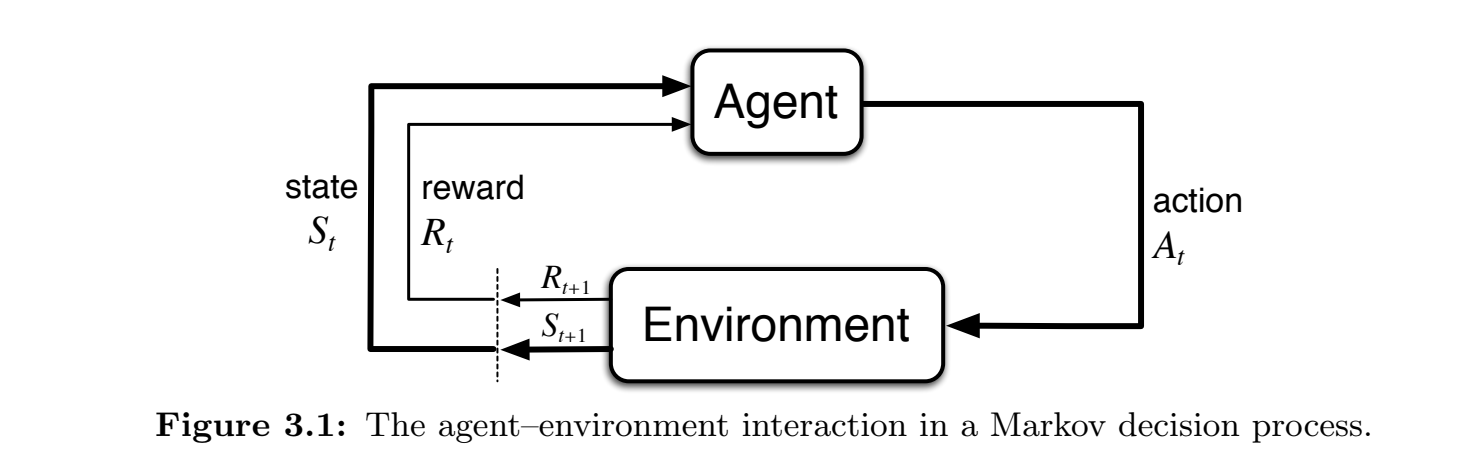 Agent
state
S_t
reward
R_t
action
A_t
R_{t+1}
S_{t+1}
Environment
Figure 3.1: The agent–environment interaction in a Markov decision process.